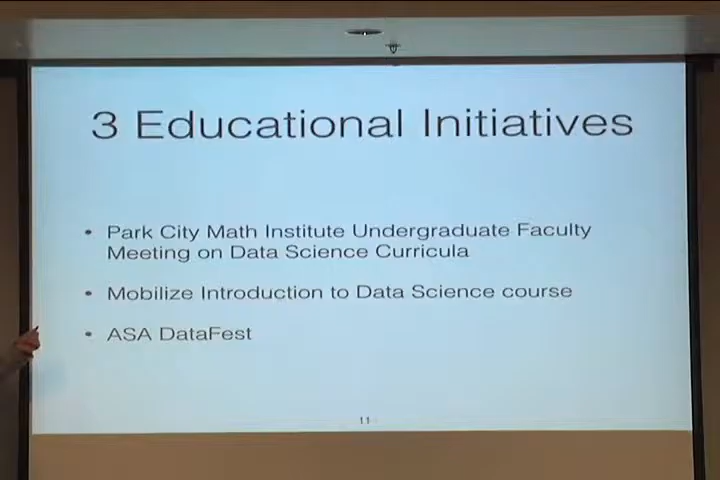 3 Educational Initiatives
• Park City Math Institute Undergraduate Faculty
Meeting on Data Science Curricula
• Mobilize Introduction to Data Science course
• ASA DataFest
11